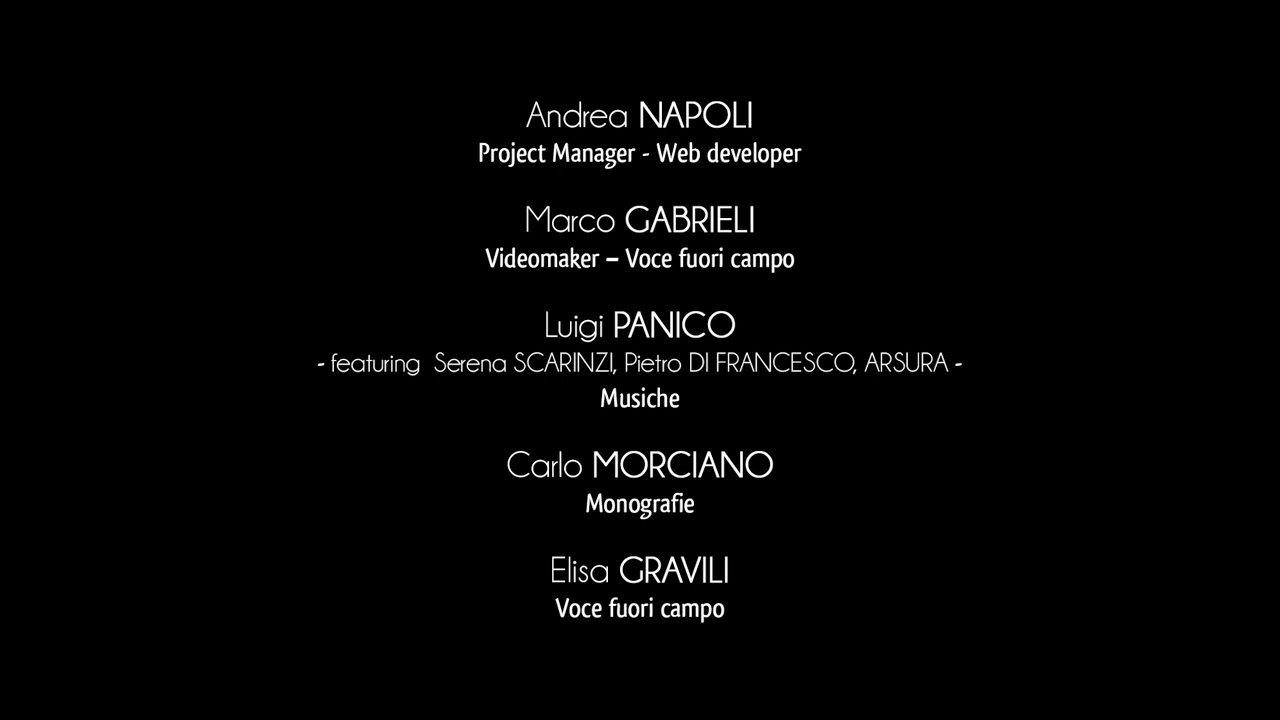 Andrea NAPOLI
Project Manager - Web developer
Marco GABRIELI
Videomaker – Voce fuori campo
Luigi PANICO
- featuring  Serena SCARINZI, Pietro DI FRANCESCO, ARSURA -
Musiche
Carlo MORCIANO
Monografie
Elisa GRAVILI
Voce fuori campo